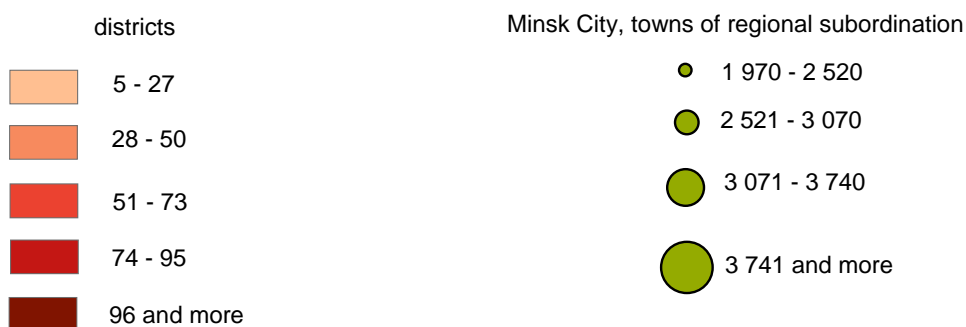 districts
5 - 27
28 - 50
51 - 73
74 - 95
96 and more
Minsk City, towns of regional subordination
1 970 - 2 520
2 521 - 3 070
3 071 - 3 740
3 741 and more